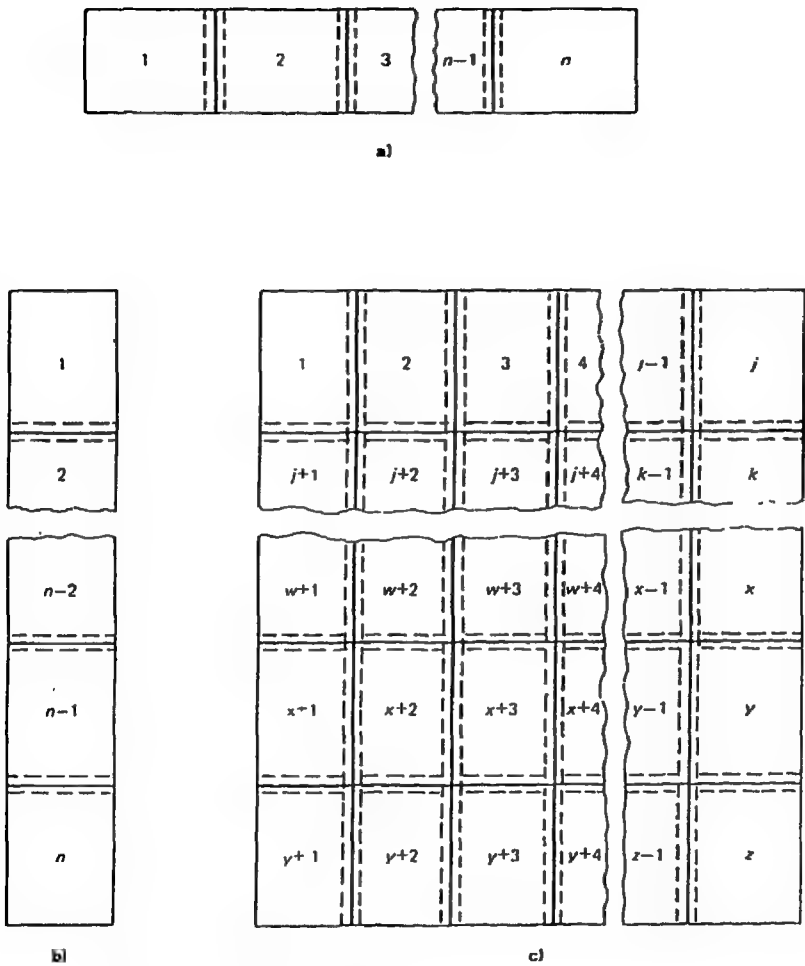 1 2 3 n−1 n
a)
1
2
n−2
n−1
n
b)
1 2 3 4 j−1 j
j+1 j+2 j+3 j+4 k−1 k
w+1 w+2 w+3 w+4 x−1 x
x+1 x+2 x+3 x+4 y−1 y
y+1 y+2 y+3 y+4 z−1 z
c)